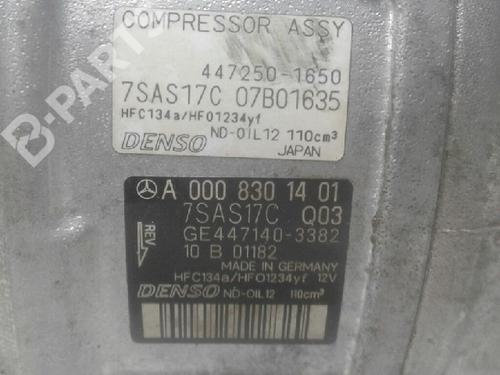 COMPRESSOR ASSY
447250-1650
7SAS17C 07B01635
HFC134a/HFO1234yf
DENSO ND-OIL12 110cm³
JAPAN
A 000 830 14 01
7SAS17C Q03
REV
GE447140-3382
10 B 01182
MADE IN GERMANY
HFC134a/HFO1234yf 12V
DENSO ND-OIL12 110cm³
B-PARTS